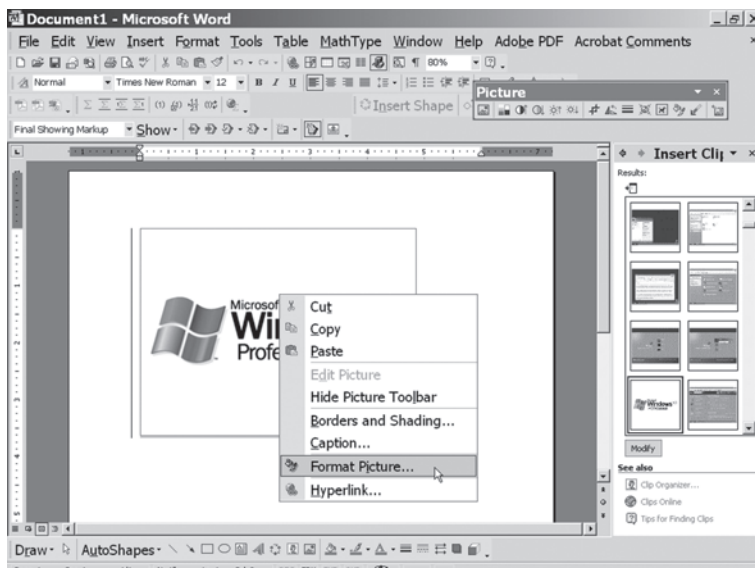 Document1 - Microsoft Word
File Edit View Insert Format Tools Table MathType Window Help Adobe PDF Acrobat Comments
80%
Normal Times New Roman 12 B I U
Picture
Insert Shape
Final Showing Markup Show
Insert Clip
Results:
Microsof
Wi
Profe
Cut
Copy
Paste
Edit Picture
Hide Picture Toolbar
Borders and Shading...
Caption...
Format Picture...
Hyperlink...
Modify
See also
Clip Organizer...
Clips Online
Tips for Finding Clips
Draw AutoShapes